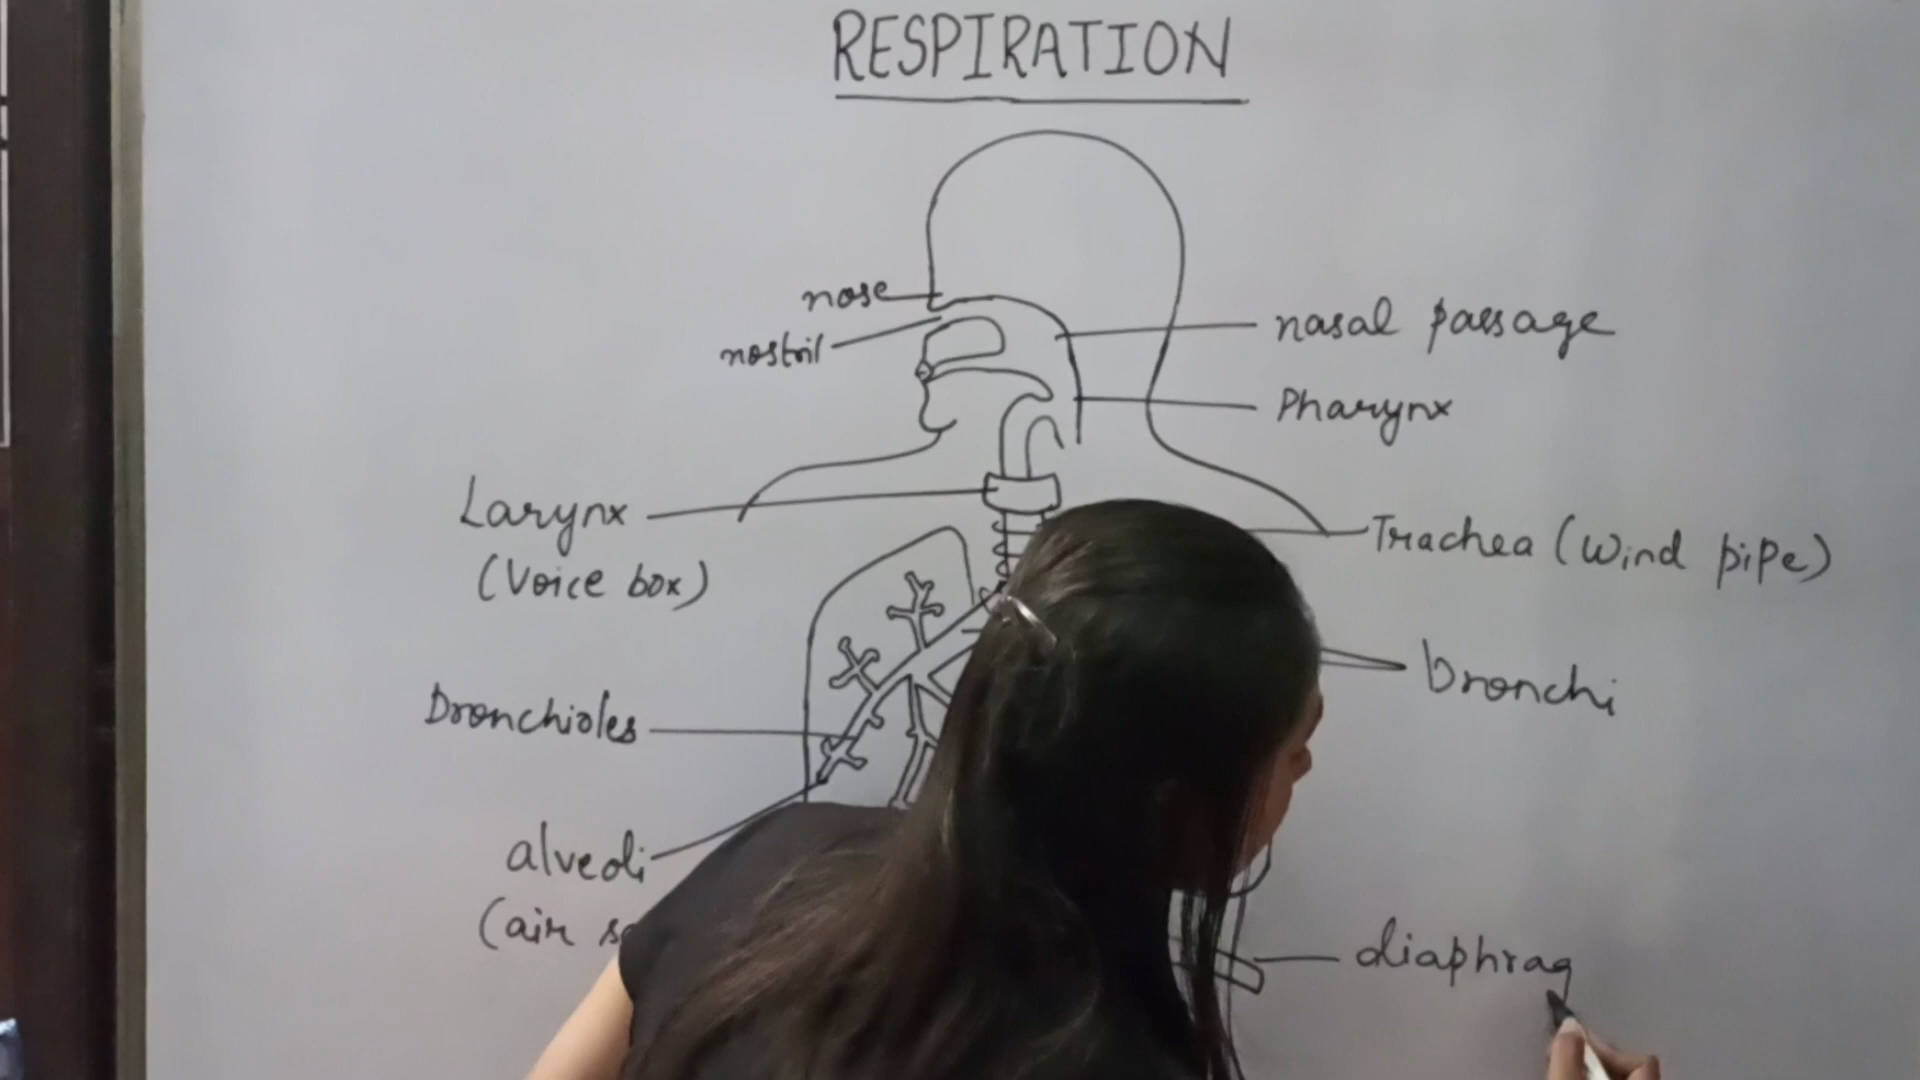 RESPIRATION
nose
nostril
nasal passage
Pharynx
Larynx
(Voice box)
Trachea (wind pipe)
Bronchioles
bronchi
alveoli
(air
diaphrag